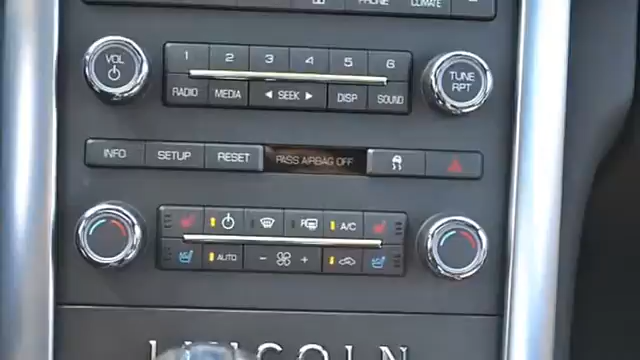 PHONE CLIMATE
VOL 1 2 3 4 5 6 TUNE
RPT
RADIO MEDIA SEEK DISP SOUND
INFO SETUP RESET PASS AIRBAG OFF
R A/C
AUTO - +
LINCOLN